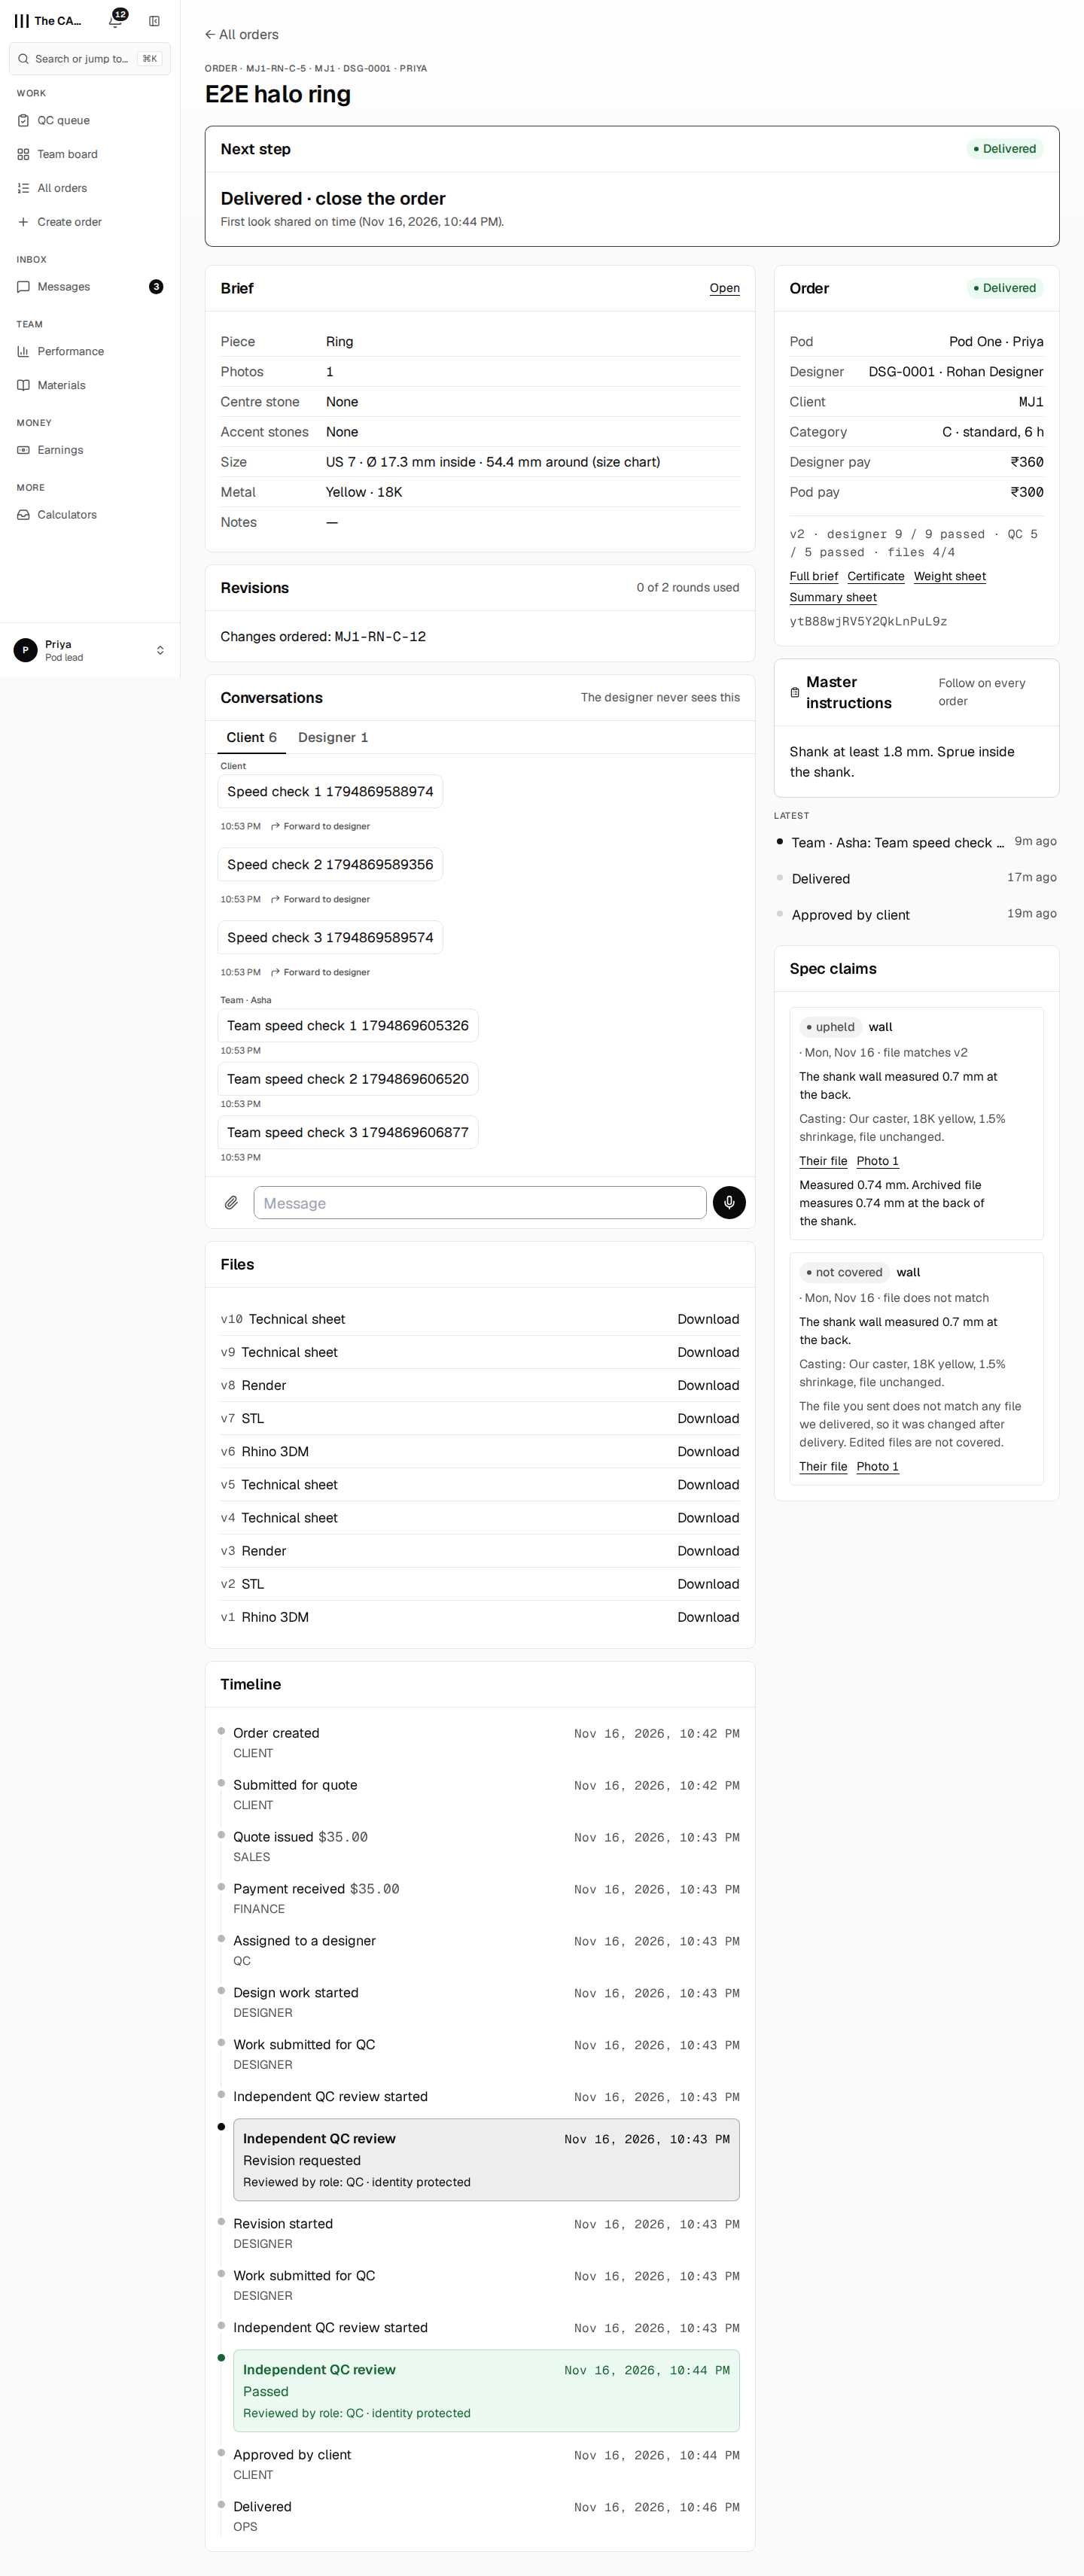 The CA...
12
Search or jump to...
⌘K
WORK
QC queue
Team board
All orders
Create order
INBOX
Messages
3
TEAM
Performance
Materials
MONEY
Earnings
MORE
Calculators
P
Priya
Pod lead
← All orders
ORDER · MJ1-RN-C-5 · MJ1 · DSG-0001 · PRIYA
E2E halo ring
Next step
Delivered
Delivered · close the order
First look shared on time (Nov 16, 2026, 10:44 PM).
Brief
Open
Piece Ring
Photos 1
Centre stone None
Accent stones None
Size US 7 · Ø 17.3 mm inside · 54.4 mm around (size chart)
Metal Yellow · 18K
Notes —
Revisions
0 of 2 rounds used
Changes ordered: MJ1-RN-C-12
Conversations
The designer never sees this
Client 6
Designer 1
Client
Speed check 1 1794869588974
10:53 PM Forward to designer
Speed check 2 1794869589356
10:53 PM Forward to designer
Speed check 3 1794869589574
10:53 PM Forward to designer
Team · Asha
Team speed check 1 1794869605326
10:53 PM
Team speed check 2 1794869606520
10:53 PM
Team speed check 3 1794869606877
10:53 PM
Message
Files
v10 Technical sheet Download
v9 Technical sheet Download
v8 Render Download
v7 STL Download
v6 Rhino 3DM Download
v5 Technical sheet Download
v4 Technical sheet Download
v3 Render Download
v2 STL Download
v1 Rhino 3DM Download
Timeline
Order created Nov 16, 2026, 10:42 PM
CLIENT
Submitted for quote Nov 16, 2026, 10:42 PM
CLIENT
Quote issued $35.00 Nov 16, 2026, 10:43 PM
SALES
Payment received $35.00 Nov 16, 2026, 10:43 PM
FINANCE
Assigned to a designer Nov 16, 2026, 10:43 PM
QC
Design work started Nov 16, 2026, 10:43 PM
DESIGNER
Work submitted for QC Nov 16, 2026, 10:43 PM
DESIGNER
Independent QC review started Nov 16, 2026, 10:43 PM
Independent QC review Nov 16, 2026, 10:43 PM
Revision requested
Reviewed by role: QC · identity protected
Revision started Nov 16, 2026, 10:43 PM
DESIGNER
Work submitted for QC Nov 16, 2026, 10:43 PM
DESIGNER
Independent QC review started Nov 16, 2026, 10:43 PM
Independent QC review Nov 16, 2026, 10:44 PM
Passed
Reviewed by role: QC · identity protected
Approved by client Nov 16, 2026, 10:44 PM
CLIENT
Delivered Nov 16, 2026, 10:46 PM
OPS
Order
Delivered
Pod Pod One · Priya
Designer DSG-0001 · Rohan Designer
Client MJ1
Category C · standard, 6 h
Designer pay ₹360
Pod pay ₹300
v2 · designer 9 / 9 passed · QC 5
/ 5 passed · files 4/4
Full brief Certificate Weight sheet
Summary sheet
ytB88wjRV5Y2QkLnPuL9z
Master
instructions
Follow on every
order
Shank at least 1.8 mm. Sprue inside
the shank.
LATEST
Team · Asha: Team speed check ... 9m ago
Delivered 17m ago
Approved by client 19m ago
Spec claims
upheld wall
· Mon, Nov 16 · file matches v2
The shank wall measured 0.7 mm at
the back.
Casting: Our caster, 18K yellow, 1.5%
shrinkage, file unchanged.
Their file Photo 1
Measured 0.74 mm. Archived file
measures 0.74 mm at the back of
the shank.
not covered wall
· Mon, Nov 16 · file does not match
The shank wall measured 0.7 mm at
the back.
Casting: Our caster, 18K yellow, 1.5%
shrinkage, file unchanged.
The file you sent does not match any file
we delivered, so it was changed after
delivery. Edited files are not covered.
Their file Photo 1